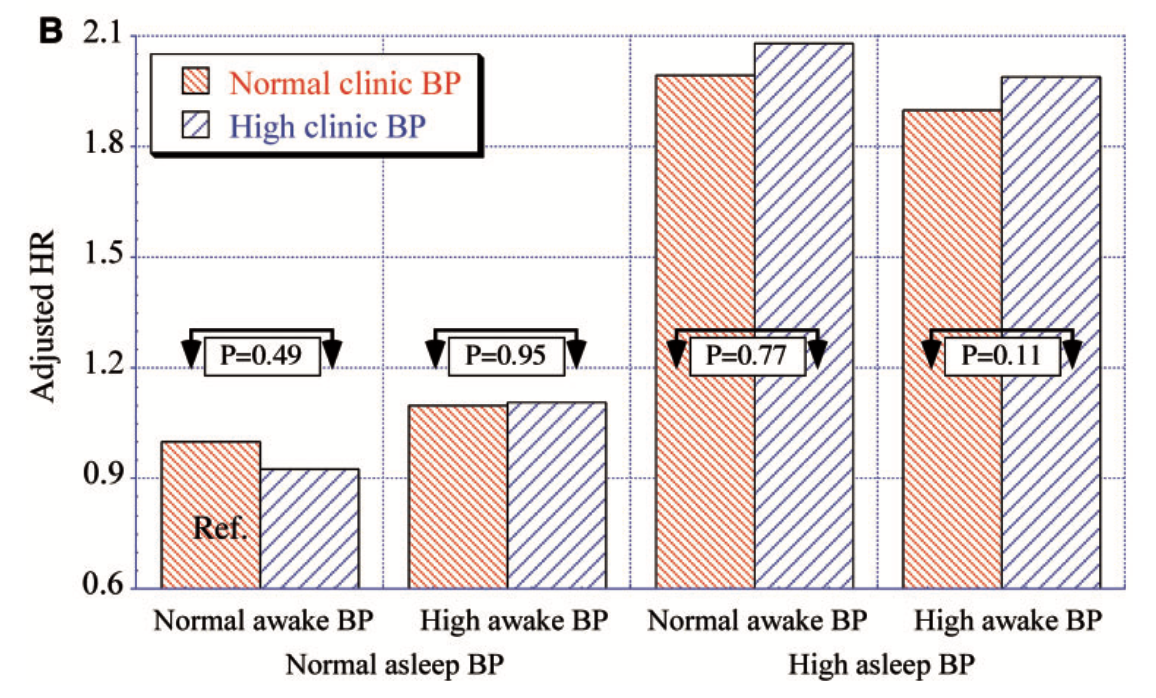 B
2.1
1.8
1.5
1.2
0.9
0.6
Adjusted HR
Normal clinic BP
High clinic BP
P=0.49
P=0.95
P=0.77
P=0.11
Ref.
Normal awake BP
High awake BP
Normal awake BP
High awake BP
Normal asleep BP
High asleep BP